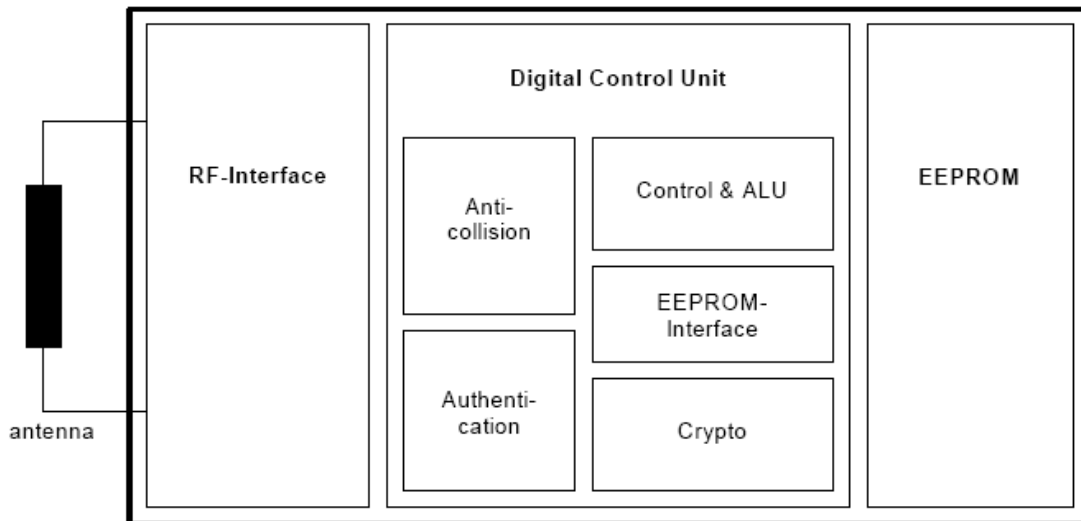 Digital Control Unit
RF-Interface
Anti-
collision
Control & ALU
EEPROM
EEPROM-
Interface
Authenti-
cation
Crypto
antenna